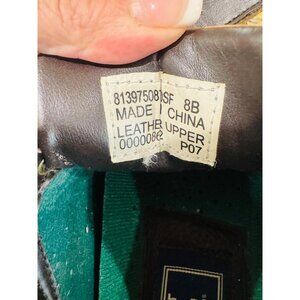 81397508 SF 8B
MADE CHINA
LEATHER UPPER
P07